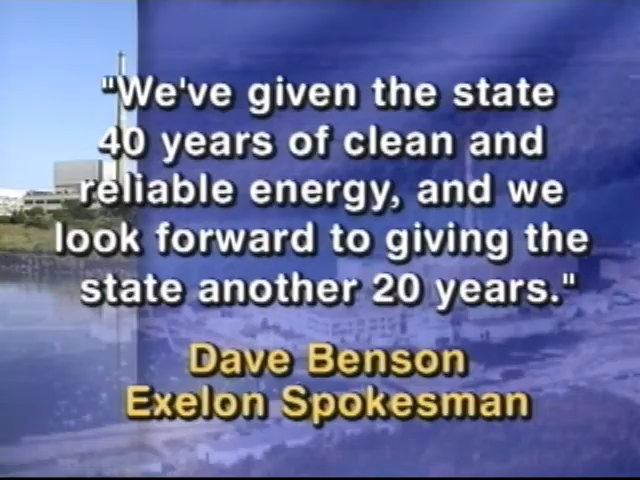 "We've given the state
40 years of clean and
reliable energy, and we
look forward to giving the
state another 20 years."
Dave Benson
Exelon Spokesman